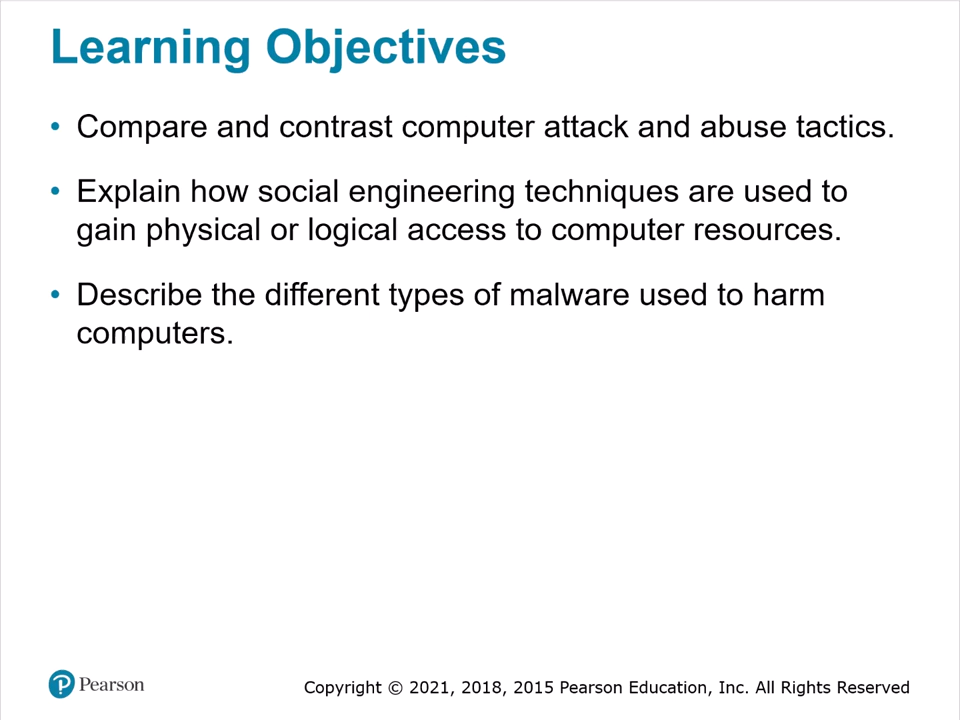 Learning Objectives
• Compare and contrast computer attack and abuse tactics.
• Explain how social engineering techniques are used to
gain physical or logical access to computer resources.
• Describe the different types of malware used to harm
computers.
P Pearson
Copyright © 2021, 2018, 2015 Pearson Education, Inc. All Rights Reserved